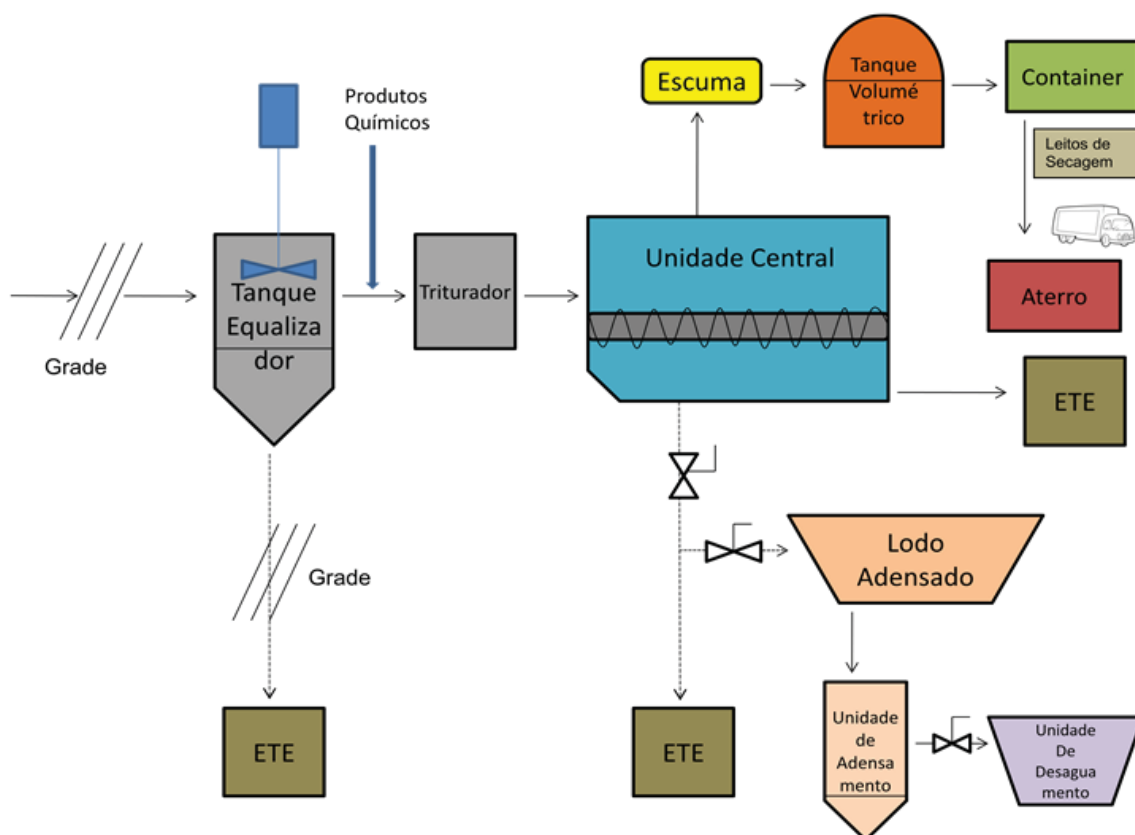 Produtos
Químicos
Escuma
Tanque
Volumé
trico
Container
Leitos de
Secagem
Grade
Tanque
Equaliza
dor
Triturador
Unidade Central
Aterro
ETE
Grade
Lodo
Adensado
ETE
ETE
Unidade
de
Adensa
mento
Unidade
De
Desagua
mento